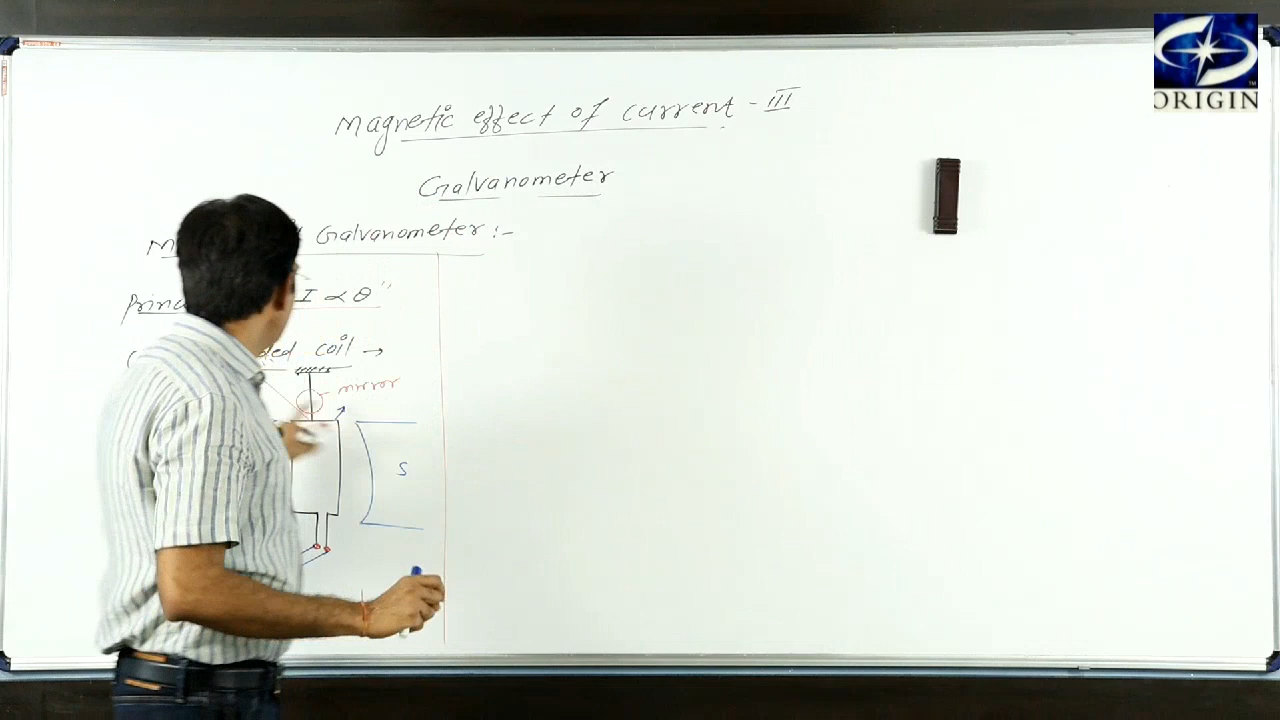 ORIGIN
Magnetic effect of current - III
Galvanometer
Galvanometer :-
I ∝ θ"
coil →
mirror
S